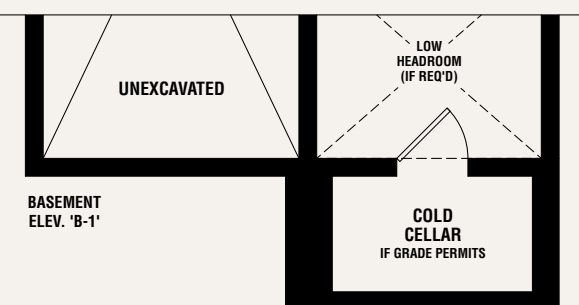 LOW
HEADROOM
(IF REQ'D)
UNEXCAVATED
BASEMENT
ELEV. 'B-1'
COLD
CELLAR
IF GRADE PERMITS